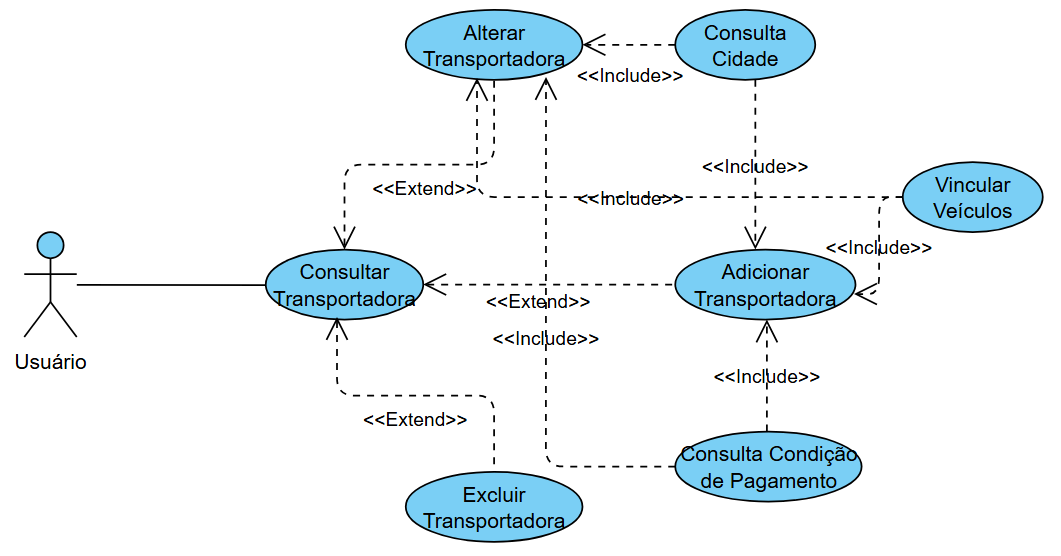 Alterar
Transportadora
Consulta
Cidade
<<Include>>
<<Include>>
<<Extend>>
<<Include>>
Vincular
Veículos
<<Include>>
Consultar
Transportadora
Adicionar
Transportadora
<<Extend>>
<<Include>>
Usuário
<<Include>>
<<Extend>>
Consulta Condição
de Pagamento
Excluir
Transportadora